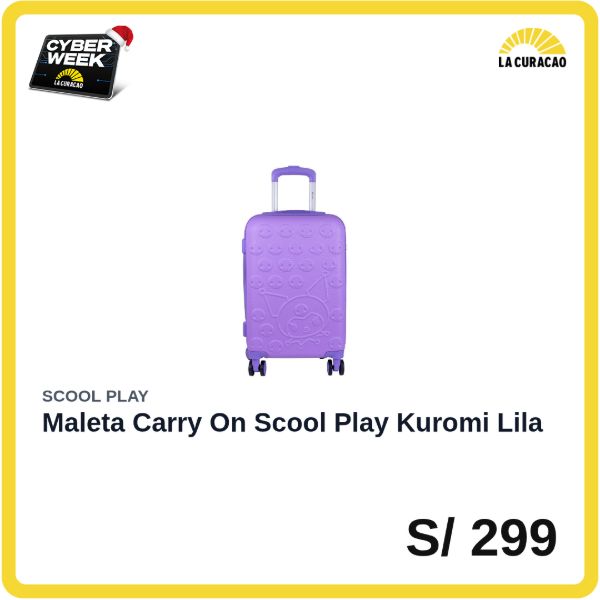 CYBER
WEEK
LA CURACAO
LA CURACAO
SCOOL PLAY
Maleta Carry On Scool Play Kuromi Lila
S/ 299